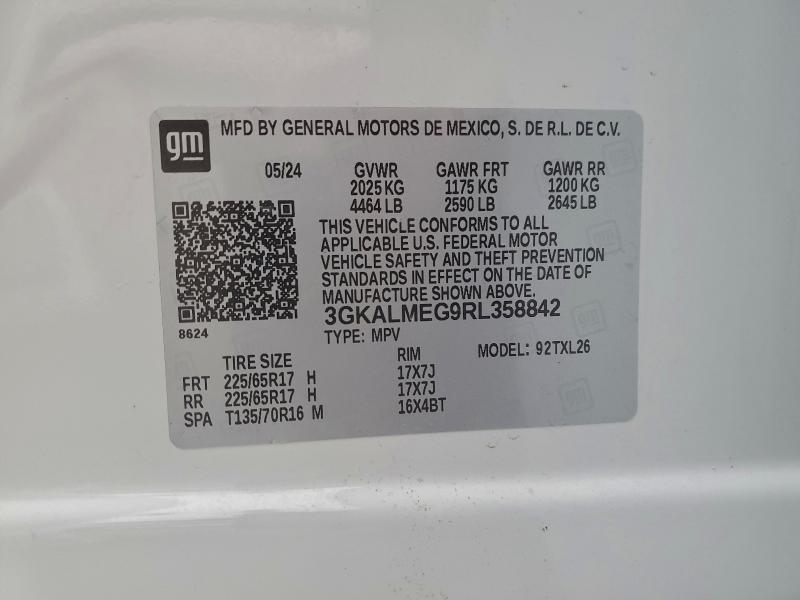 gm MFD BY GENERAL MOTORS DE MEXICO, S. DE R.L. DE C.V.
05/24 GVWR GAWR FRT GAWR RR
2025 KG 1175 KG 1200 KG
4464 LB 2590 LB 2645 LB
THIS VEHICLE CONFORMS TO ALL
APPLICABLE U.S. FEDERAL MOTOR
VEHICLE SAFETY AND THEFT PREVENTION
STANDARDS IN EFFECT ON THE DATE OF
MANUFACTURE SHOWN ABOVE.
3GKALMEG9RL358842
8624
TYPE: MPV MODEL: 92TXL26
TIRE SIZE RIM
FRT 225/65R17 H 17X7J
RR 225/65R17 H 17X7J
SPA T135/70R16 M 16X4BT